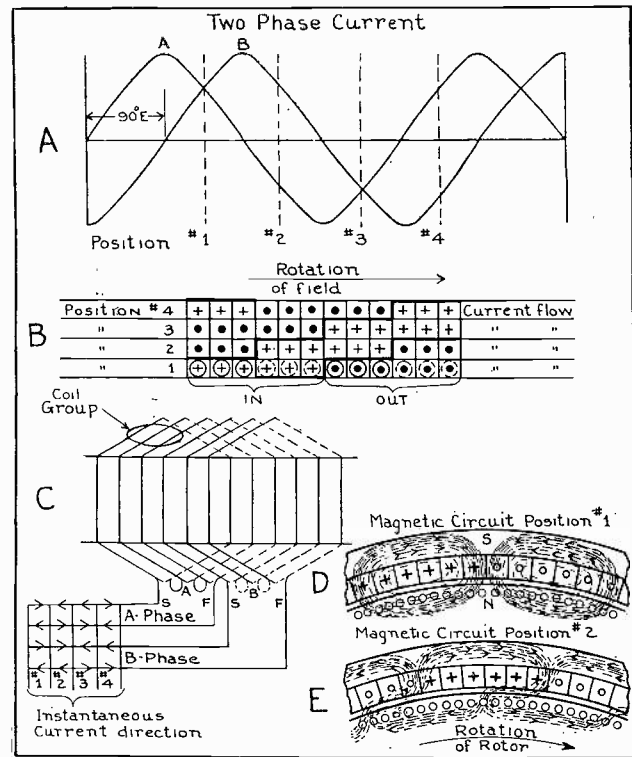 Two Phase Current
A B
90°E
A
Position #1 #2 #3 #4
Rotation
of field
Position #4 + + + ● ● ● ● ● ● + + + Current flow
" 3 ● ● ● ● ● ● + + + + + + " "
B
" 2 ● ● ● + + + + + + ● ● ● " "
" 1 + + + + + + ● ● ● ● ● ● " "
IN OUT
Coil
Group
C
Magnetic Circuit Position #1
S
D
N
S A F S B F
A-Phase
B-Phase
Magnetic Circuit Position #2
E
#1 #2 #3 #4
Instantaneous
Current direction
Rotation
of Rotor